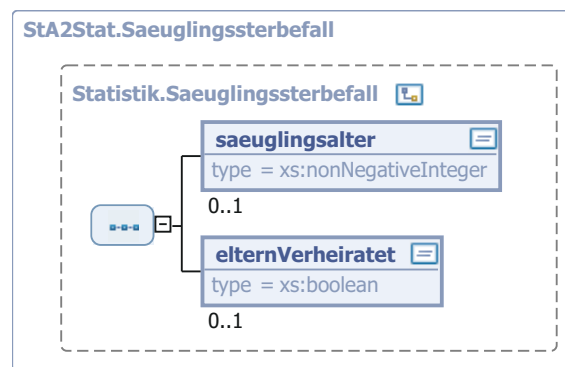 StA2Stat.Saeuglingssterbefall
Statistik.Saeuglingssterbefall
saeuglingsalter
type = xs:nonNegativeInteger
0..1
elternVerheiratet
type = xs:boolean
0..1